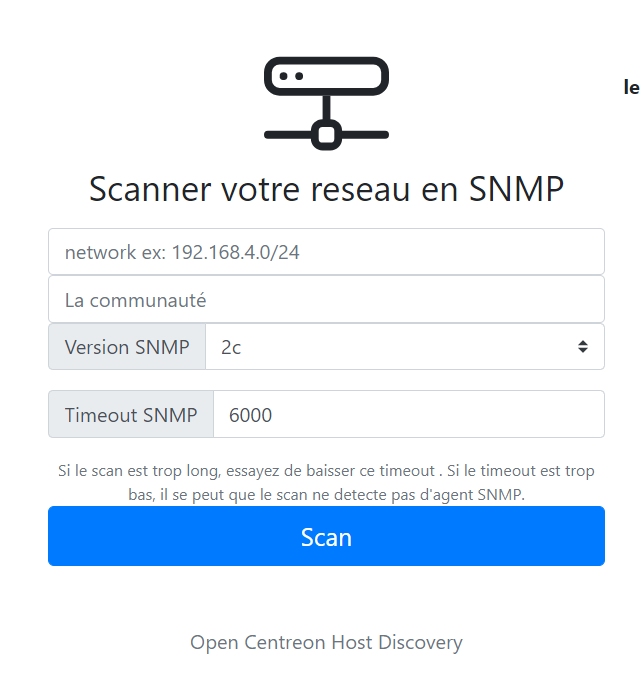 le
Scanner votre reseau en SNMP
network ex: 192.168.4.0/24
La communauté
Version SNMP 2c
Timeout SNMP 6000
Si le scan est trop long, essayez de baisser ce timeout . Si le timeout est trop
bas, il se peut que le scan ne detecte pas d'agent SNMP.
Scan
Open Centreon Host Discovery